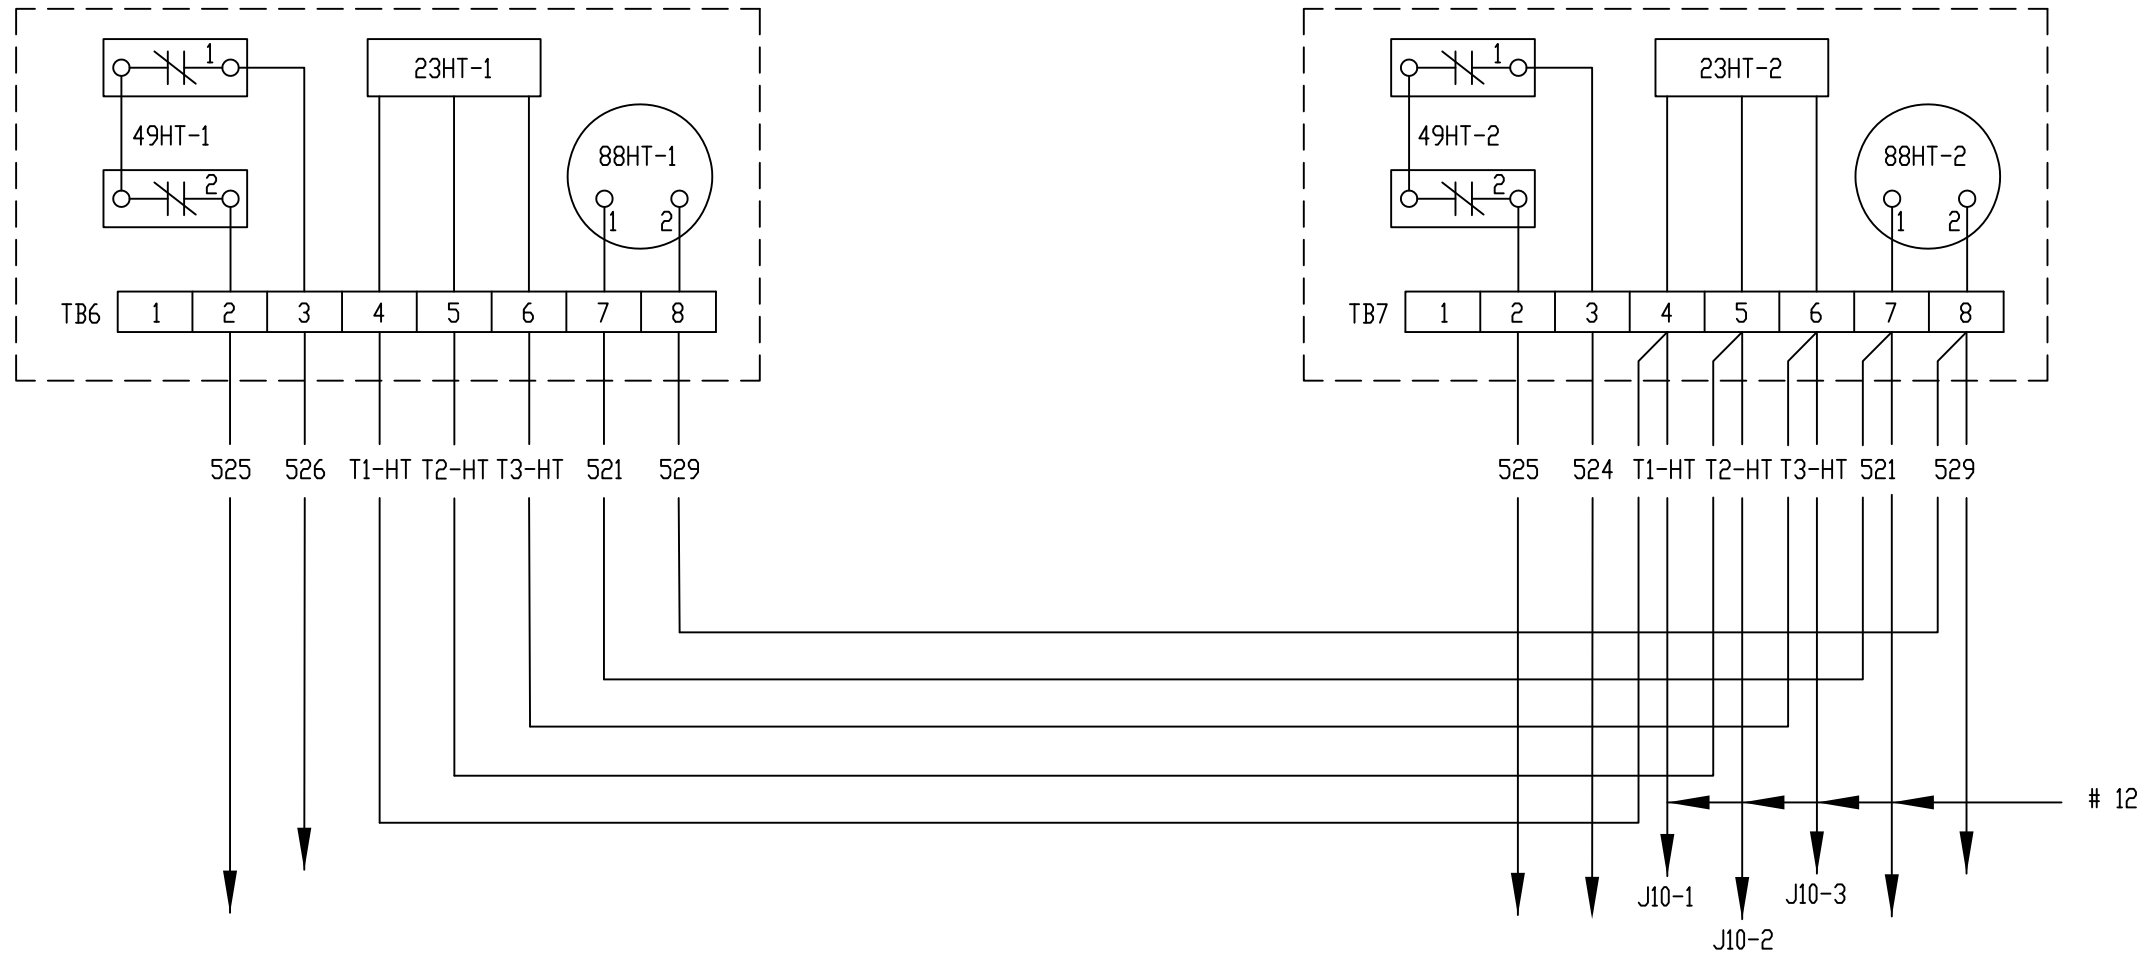 1
23HT-1
49HT-1
88HT-1
2
1 2
TB6 1 2 3 4 5 6 7 8
525 526 T1-HT T2-HT T3-HT 521 529
1
23HT-2
49HT-2
88HT-2
2
1 2
TB7 1 2 3 4 5 6 7 8
525 524 T1-HT T2-HT T3-HT 521 529
# 12
J10-1
J10-3
J10-2